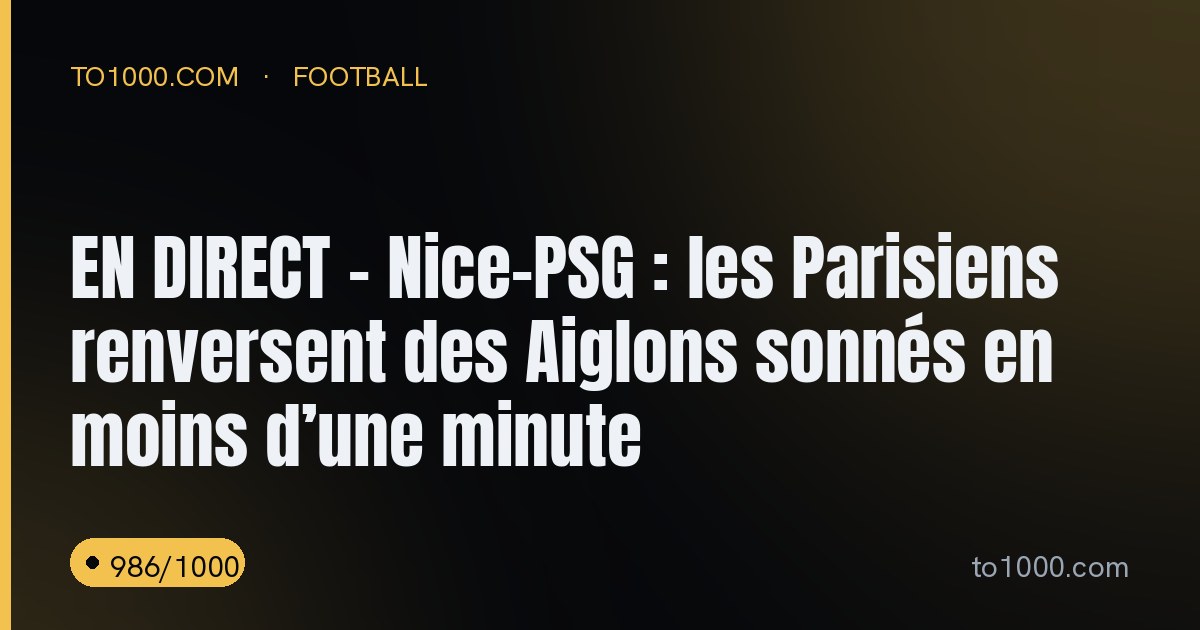 TO1000.COM · FOOTBALL
EN DIRECT - Nice-PSG : les Parisiens
renversent des Aiglons sonnés en
moins d’une minute
986/1000
to1000.com